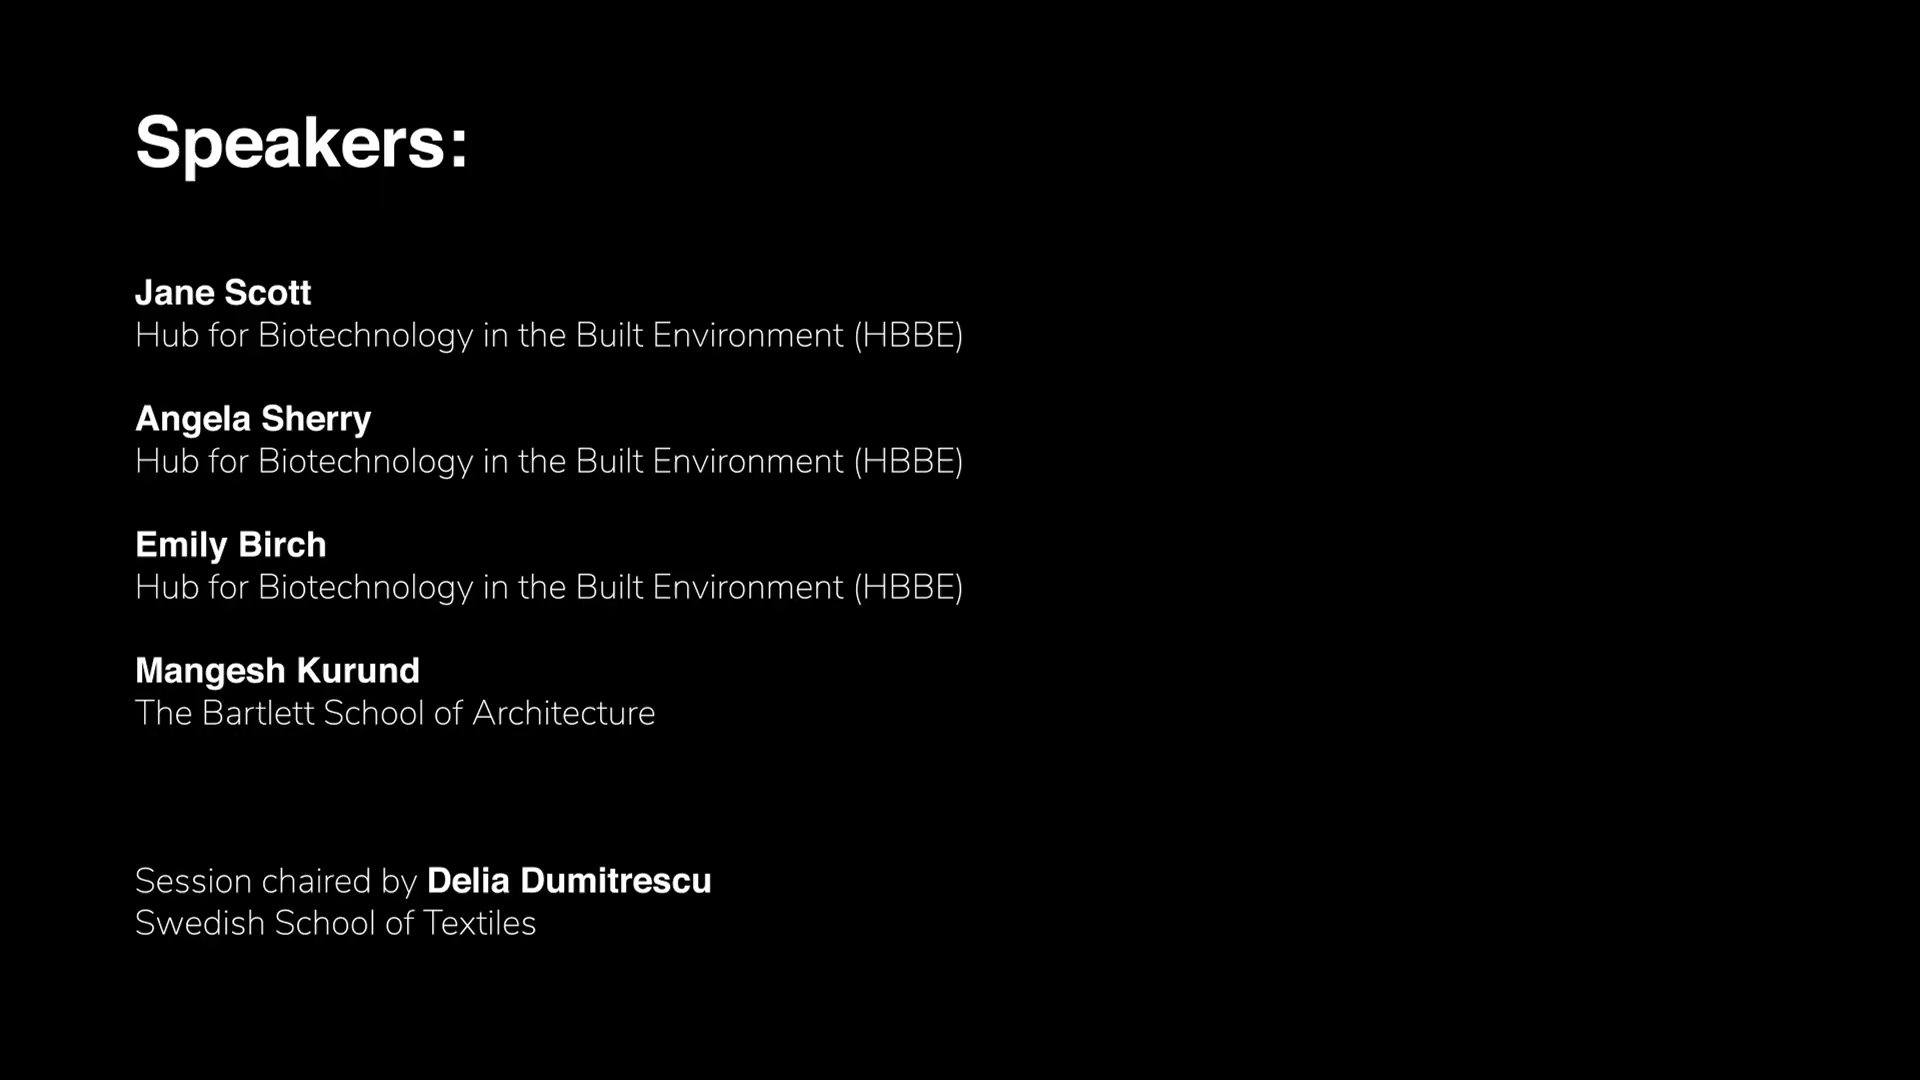 Speakers:
Jane Scott
Hub for Biotechnology in the Built Environment (HBBE)
Angela Sherry
Hub for Biotechnology in the Built Environment (HBBE)
Emily Birch
Hub for Biotechnology in the Built Environment (HBBE)
Mangesh Kurund
The Bartlett School of Architecture
Session chaired by Delia Dumitrescu
Swedish School of Textiles